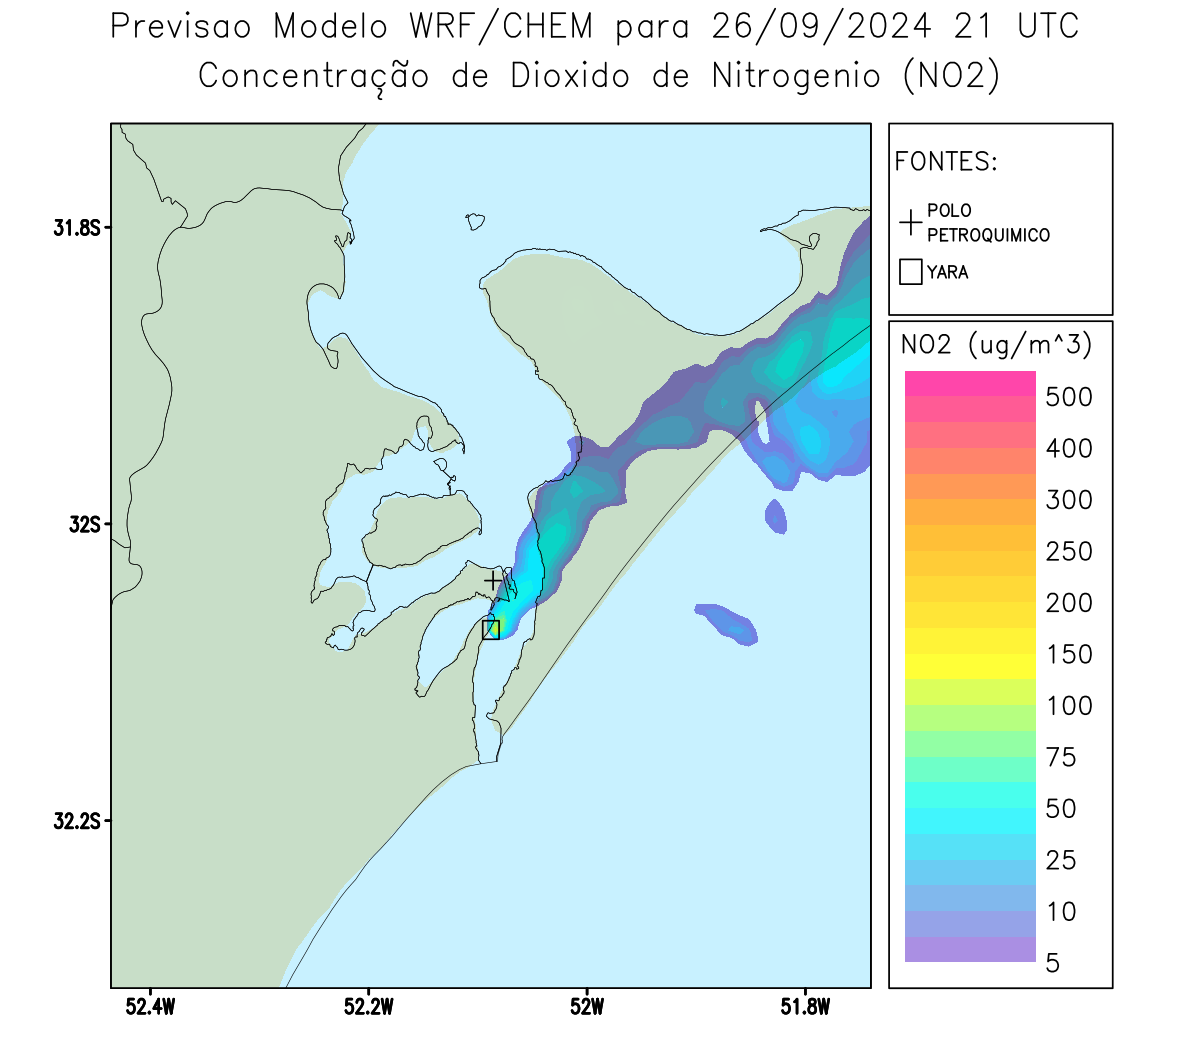 Previsao Modelo WRF/CHEM para 26/09/2024 21 UTC
Concentração de Dioxido de Nitrogenio (NO2)
FONTES:
POLO
PETROQUIMICO
YARA
31.8S
32S
32.2S
52.4W
52.2W
52W
51.8W
NO2 (ug/m^3)
500
400
300
250
200
150
100
75
50
25
10
5